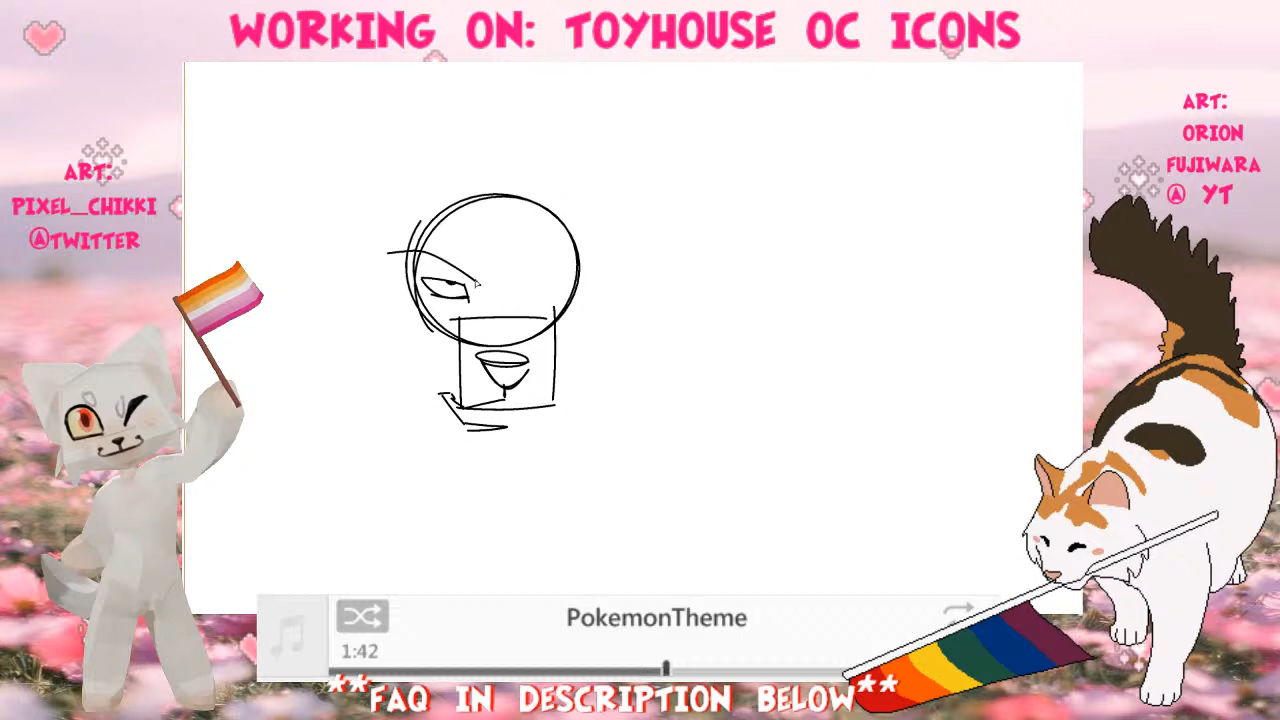 WORKING ON: TOYHOUSE OC ICONS
ART:
PIXEL_CHIKKI
@TWITTER
ART:
ORION
FUJIWARA
@ YT
PokemonTheme
1:42
**FAQ IN DESCRIPTION BELOW**